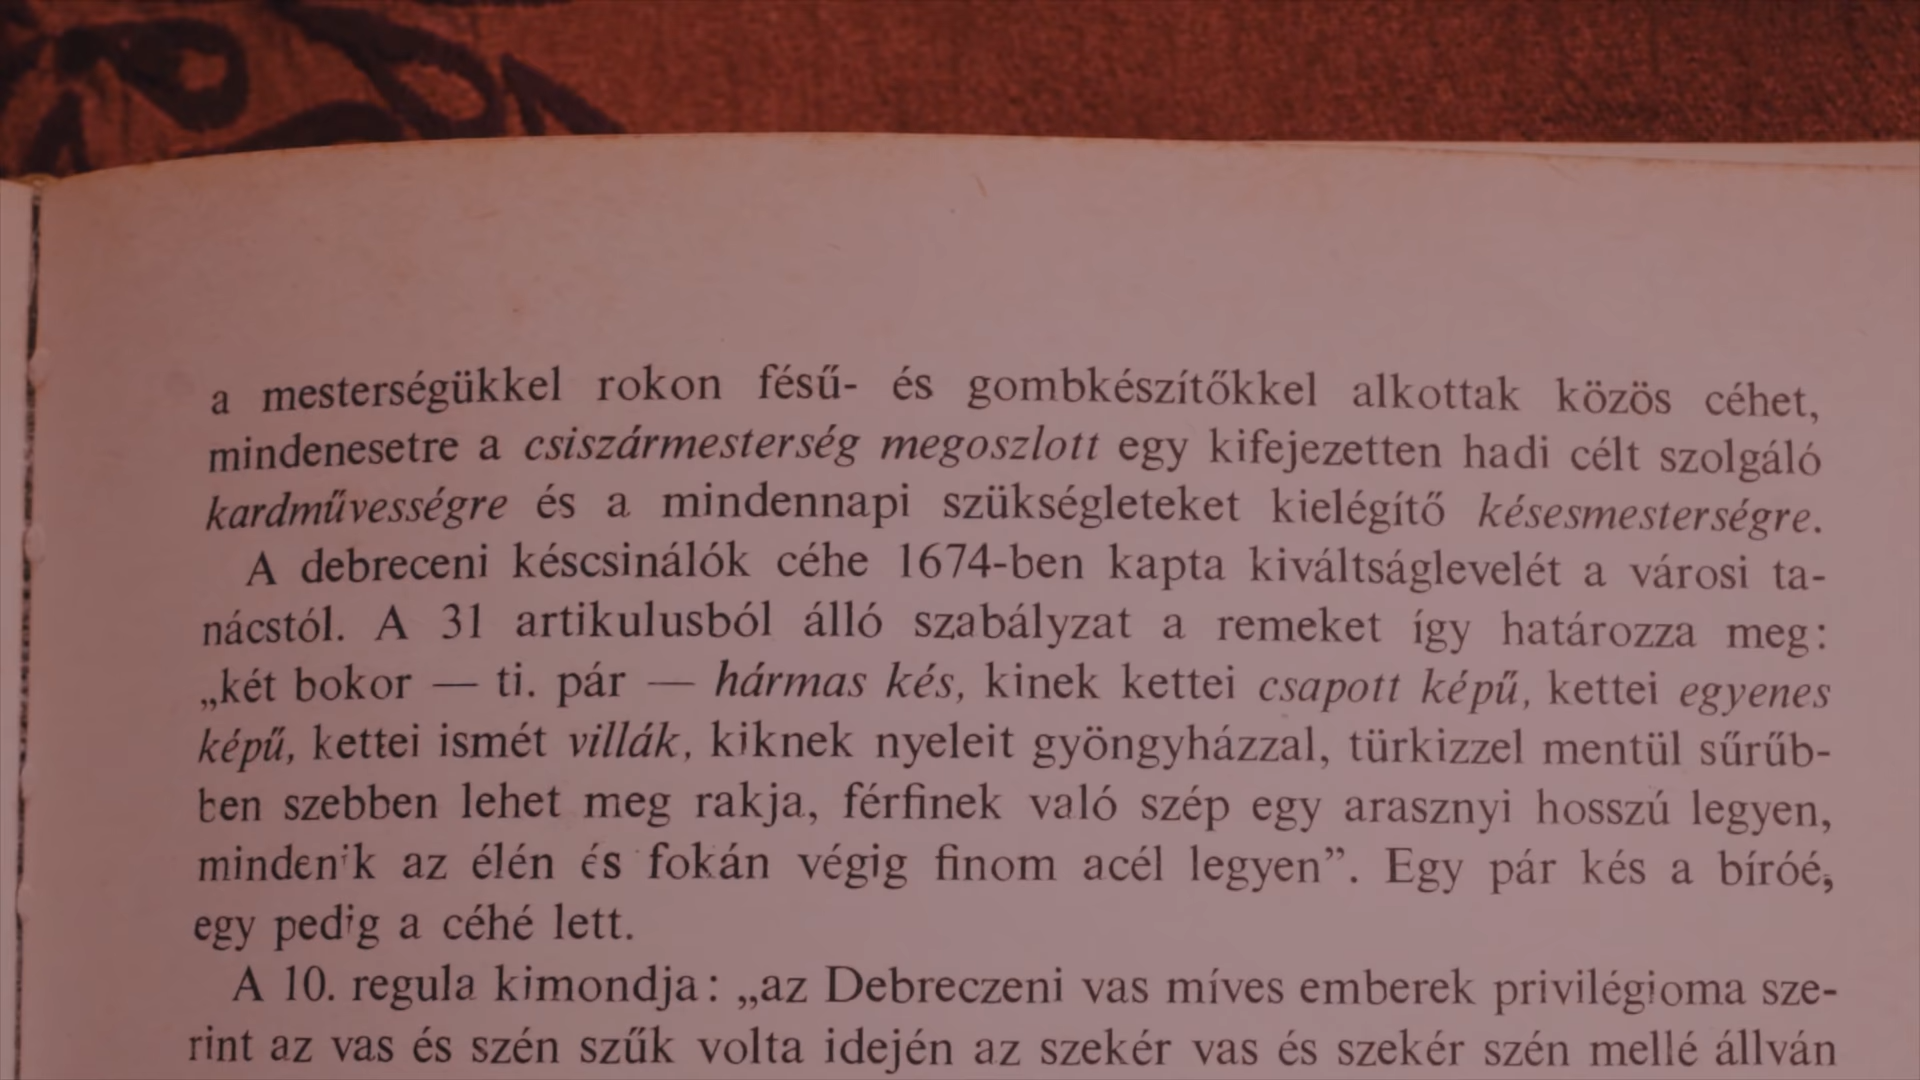 a mesterségükkel rokon fésű- és gombkészítőkkel alkottak közös céhet,
mindenesetre a csiszármesterség megoszlott egy kifejezetten hadi célt szolgáló
kardművességre és a mindennapi szükségleteket kielégítő késesmesterségre.
A debreceni késcsinálók céhe 1674-ben kapta kiváltságlevelét a városi ta-
nácstól. A 31 artikulusból álló szabályzat a remeket így határozza meg:
„két bokor — ti. pár — hármas kés, kinek kettei csapott képű, kettei egyenes
képű, kettei ismét villák, kiknek nyeleit gyöngyházzal, türkizzel mentül sűrűb-
ben szebben lehet meg rakja, férfinek való szép egy arasznyi hosszú legyen,
mindenik az élén és fokán végig finom acél legyen”. Egy pár kés a bíróé,
egy pedig a céhé lett.
A 10. regula kimondja: „az Debreczeni vas míves emberek privilégioma sze-
rint az vas és szén szűk volta idején az szekér vas és szekér szén mellé állván